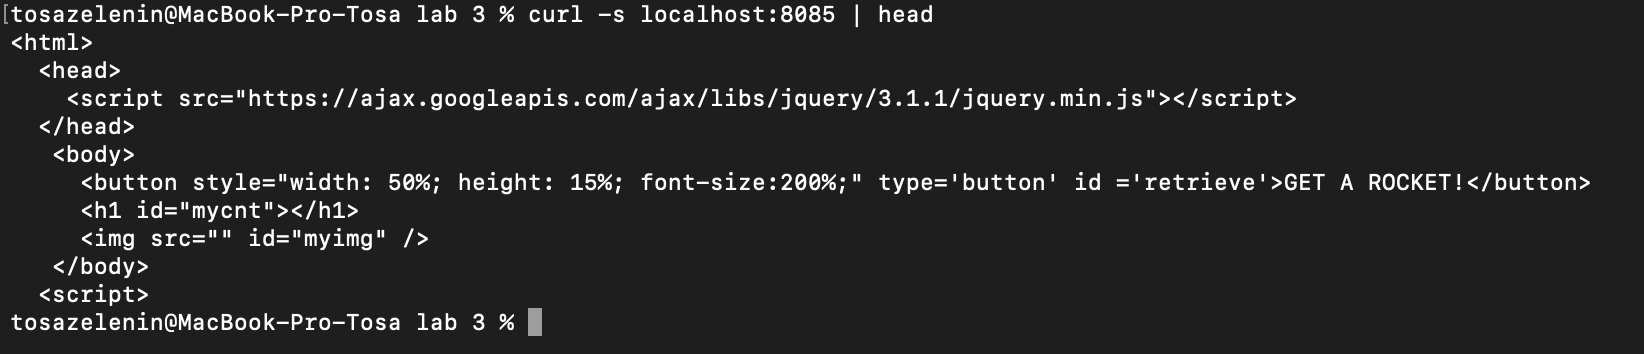 tosazelenin@MacBook-Pro-Tosa lab 3 % curl -s localhost:8085 | head
<html>
  <head>
    <script src="https://ajax.googleapis.com/ajax/libs/jquery/3.1.1/jquery.min.js"></script>
  </head>
   <body>
     <button style="width: 50%; height: 15%; font-size:200%;" type='button' id ='retrieve'>GET A ROCKET!</button>
     <h1 id="mycnt"></h1>
     <img src="" id="myimg" />
   </body>
  <script>
tosazelenin@MacBook-Pro-Tosa lab 3 %